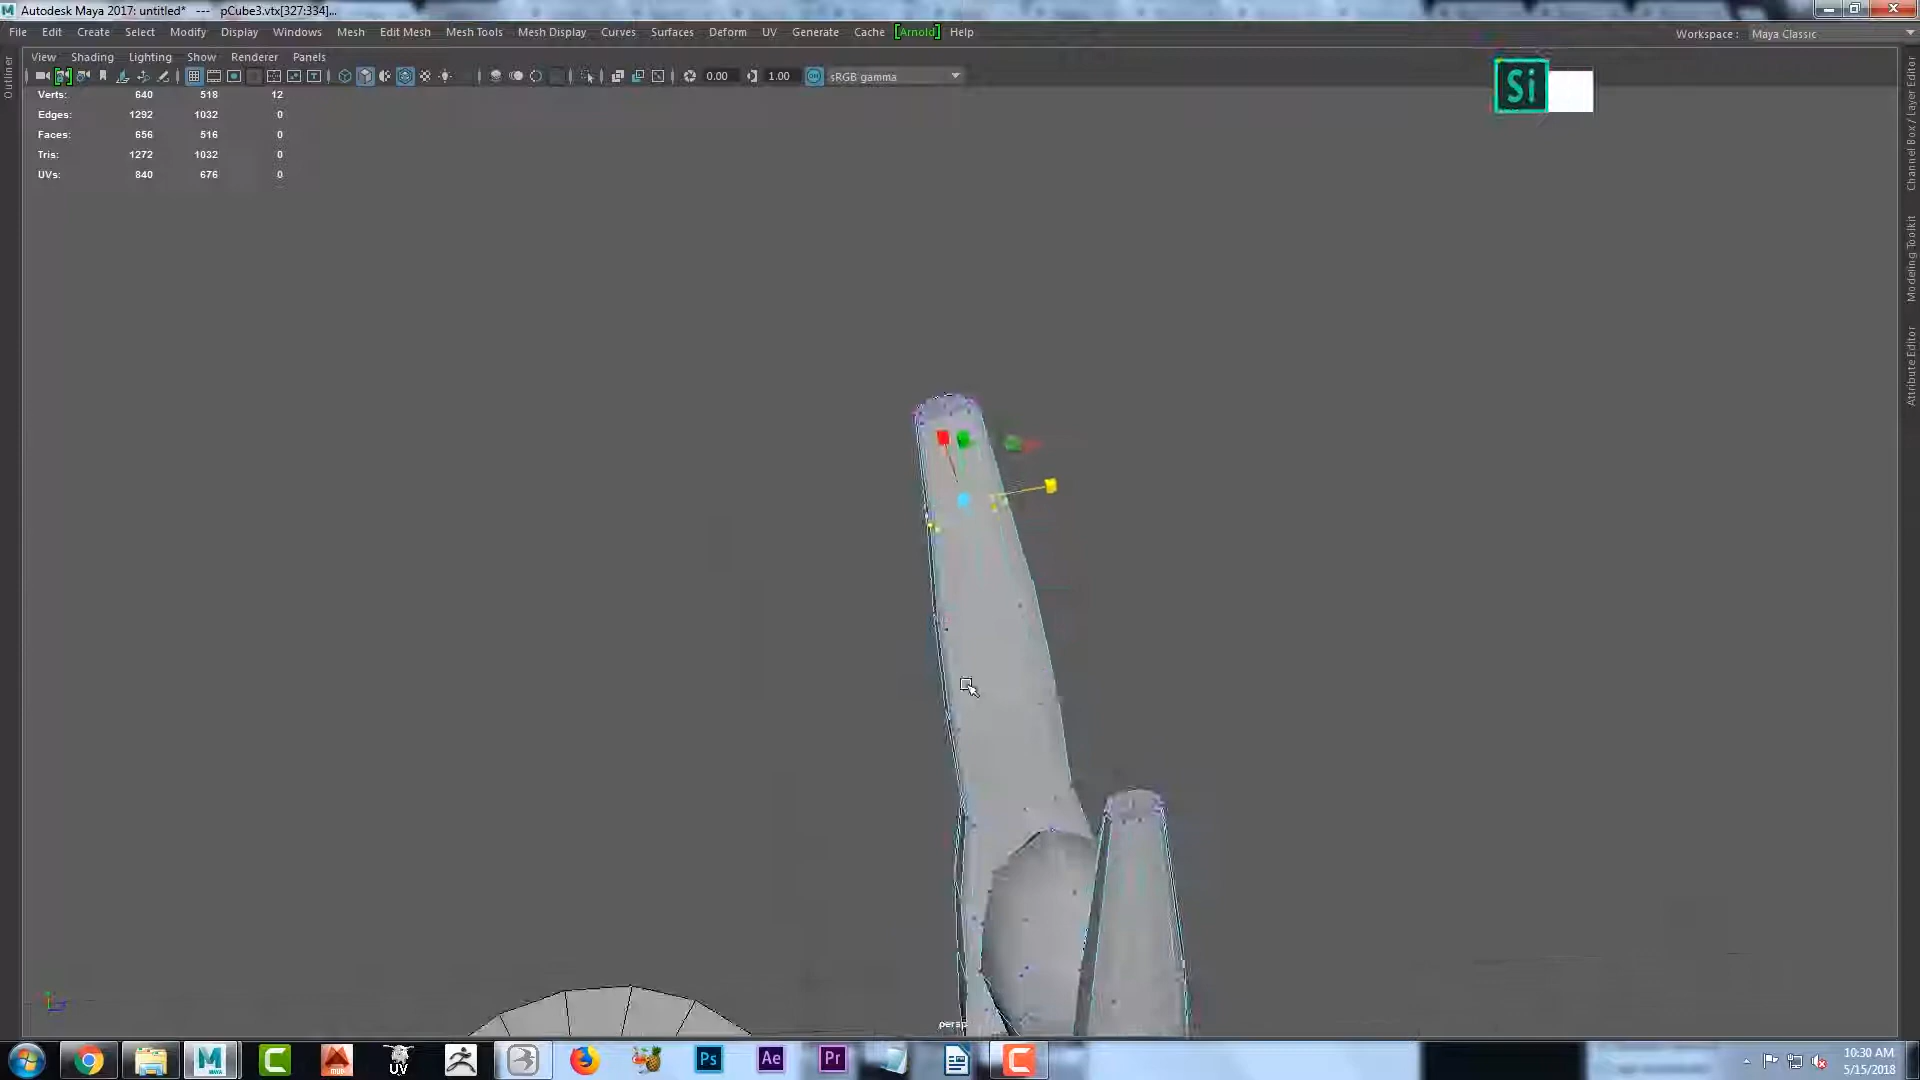 Autodesk Maya 2017: untitled* --- pCube3.vtx[327:334]...
File Edit Create Select Modify Display Windows Mesh Edit Mesh Mesh Tools Mesh Display Curves Surfaces Deform UV Generate Cache [Arnold] Help
Workspace : Maya Classic
View Shading Lighting Show Renderer Panels
0.00 1.00 sRGB gamma
Verts: 640 518 12
Edges: 1292 1032 0
Faces: 656 516 0
Tris: 1272 1032 0
UVs: 840 676 0
Si
Outliner
Channel Box / Layer Editor
Modeling Toolkit
Attribute Editor
persp
MAYA
UV
Ps
Ae
Pr
10:30 AM
5/15/2018